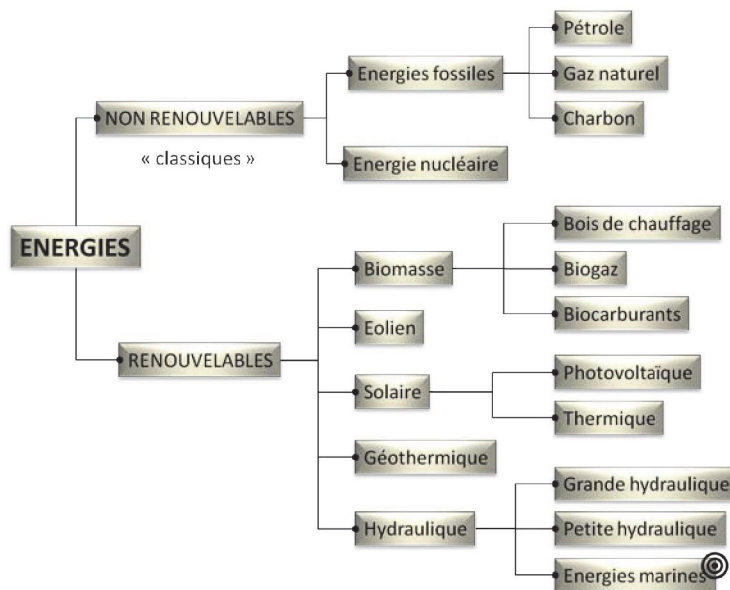 ENERGIES
NON RENOUVELABLES
« classiques »
Energies fossiles
Pétrole
Gaz naturel
Charbon
Energie nucléaire
RENOUVELABLES
Biomasse
Bois de chauffage
Biogaz
Biocarburants
Eolien
Solaire
Photovoltaïque
Thermique
Géothermique
Hydraulique
Grande hydraulique
Petite hydraulique
Energies marines